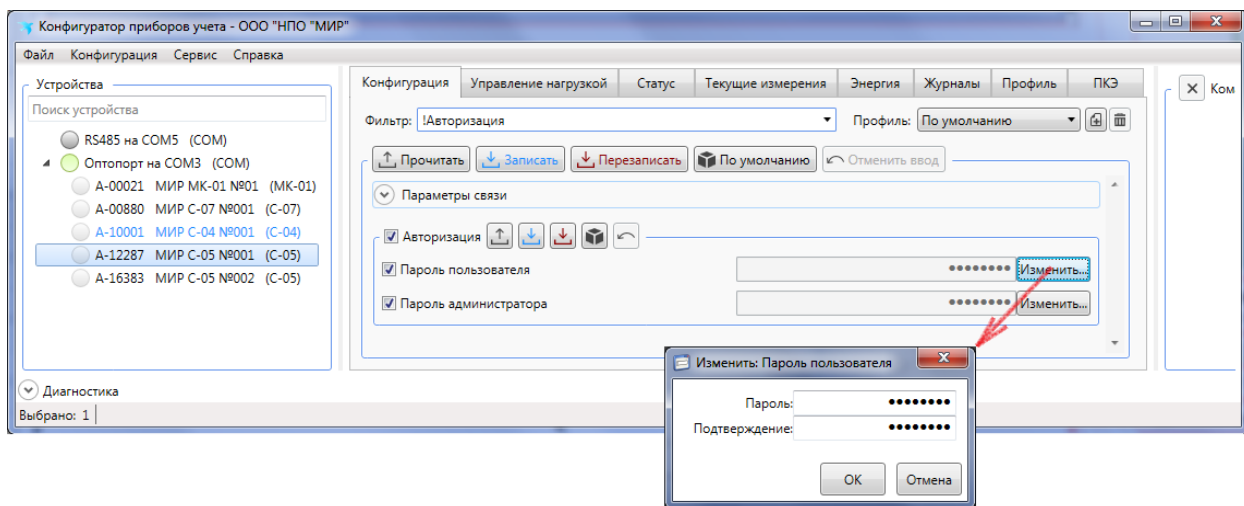 Конфигуратор приборов учета - ООО "НПО "МИР"
Файл Конфигурация Сервис Справка
Устройства
Поиск устройства
RS485 на COM5 (COM)
Оптопорт на COM3 (COM)
A-00021 МИР МК-01 №01 (МК-01)
A-00880 МИР С-07 №001 (С-07)
A-10001 МИР С-04 №001 (С-04)
A-12287 МИР С-05 №001 (С-05)
A-16383 МИР С-05 №002 (С-05)
Конфигурация Управление нагрузкой Статус Текущие измерения Энергия Журналы Профиль ПКЭ
Фильтр: !Авторизация Профиль: По умолчанию
Прочитать Записать Перезаписать По умолчанию Отменить ввод
Параметры связи
Авторизация
Пароль пользователя •••••••• Изменить...
Пароль администратора •••••••• Изменить...
Ком
Диагностика
Выбрано: 1
Изменить: Пароль пользователя
Пароль: ••••••••
Подтверждение: ••••••••
ОК Отмена